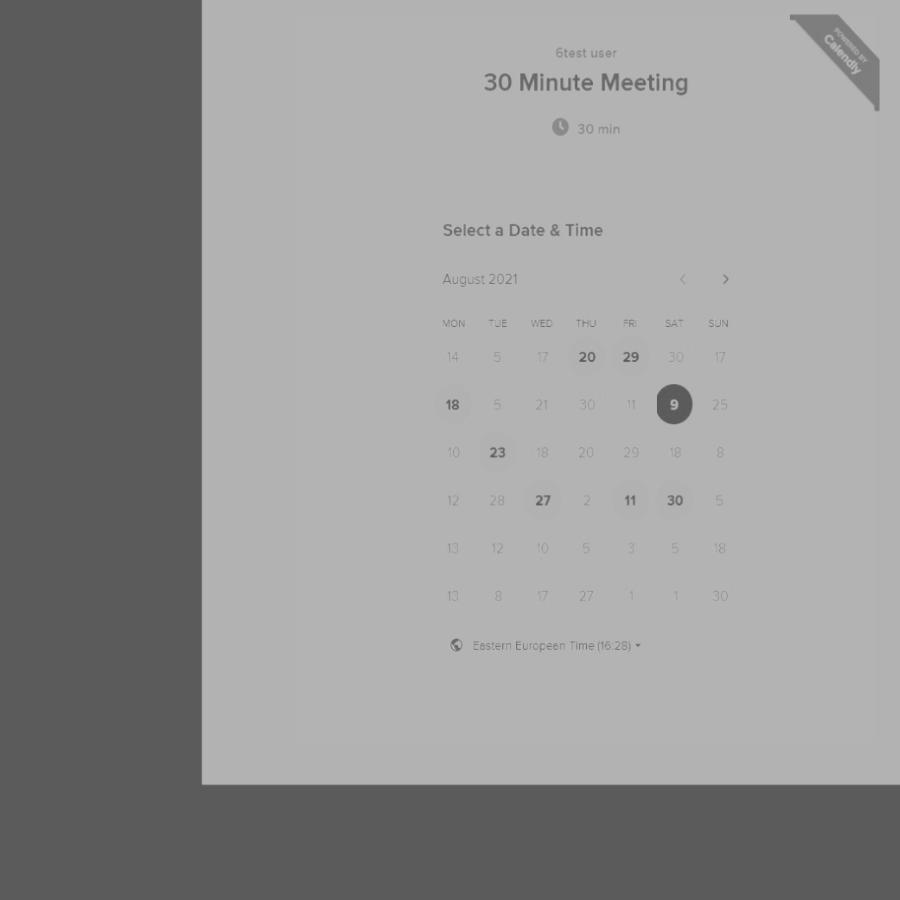 6test user
30 Minute Meeting
30 min
POWERED BY
Calendly
Select a Date & Time
August 2021
MON TUE WED THU FRI SAT SUN
14 5 17 20 29 30 17
18 5 21 30 11 9 25
10 23 18 20 29 18 8
12 28 27 2 11 30 5
13 12 10 5 3 5 18
13 8 17 27 1 1 30
Eastern European Time (16:28)